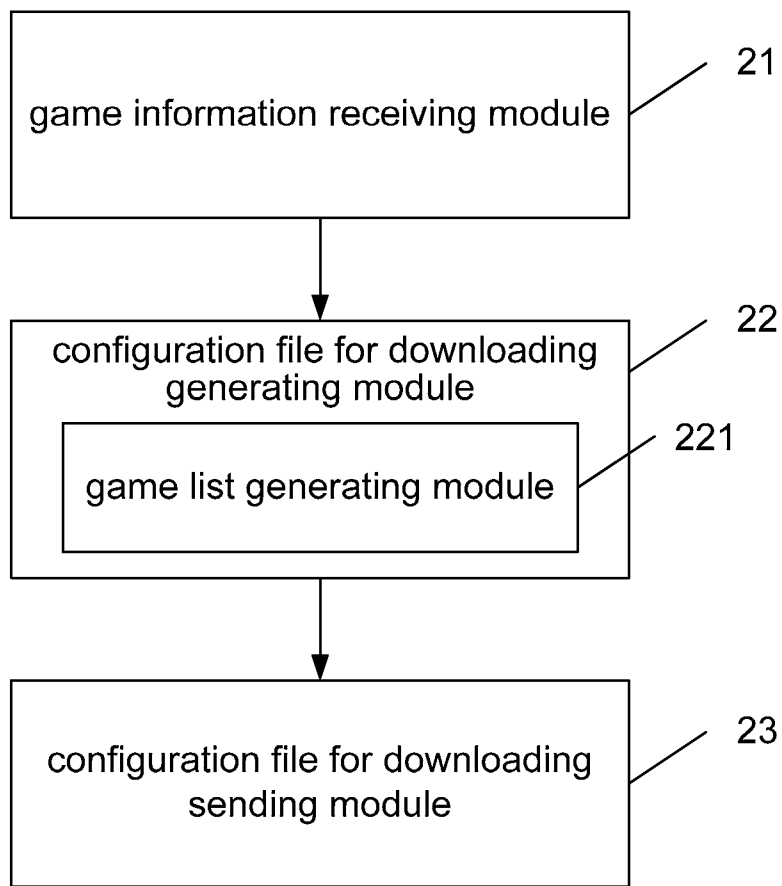 game information receiving module
21
configuration file for downloading
generating module
22
game list generating module
221
configuration file for downloading
sending module
23